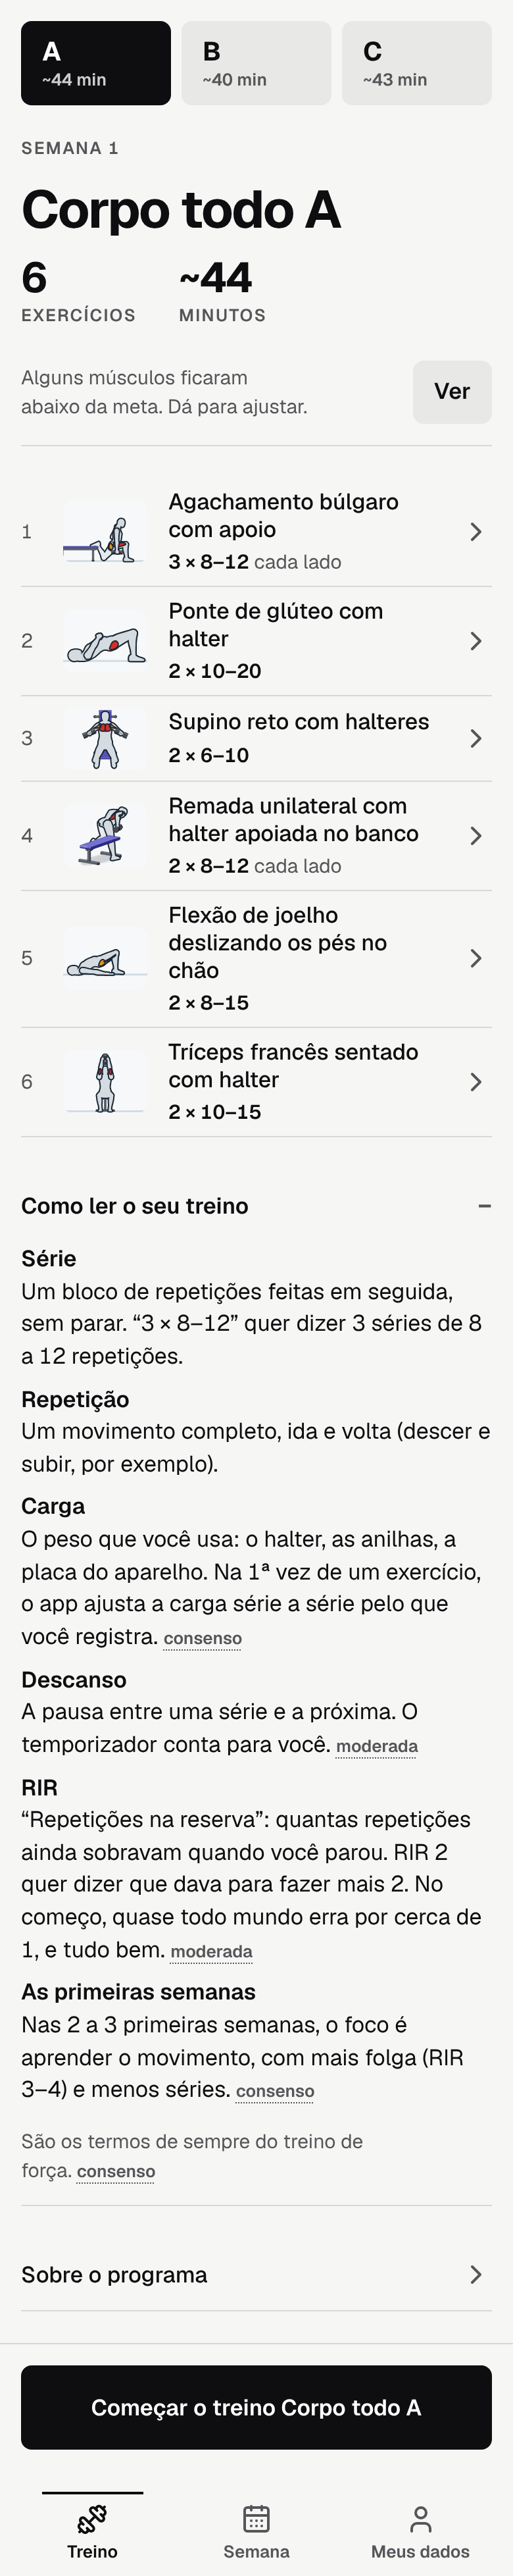 A
~44 min
B
~40 min
C
~43 min
SEMANA 1
Corpo todo A
6
EXERCÍCIOS
~44
MINUTOS
Alguns músculos ficaram
abaixo da meta. Dá para ajustar.
Ver
1
Agachamento búlgaro
com apoio
3 × 8–12 cada lado
2
Ponte de glúteo com
halter
2 × 10–20
3
Supino reto com halteres
2 × 6–10
4
Remada unilateral com
halter apoiada no banco
2 × 8–12 cada lado
5
Flexão de joelho
deslizando os pés no
chão
2 × 8–15
6
Tríceps francês sentado
com halter
2 × 10–15
Como ler o seu treino
Série
Um bloco de repetições feitas em seguida,
sem parar. “3 × 8–12” quer dizer 3 séries de 8
a 12 repetições.
Repetição
Um movimento completo, ida e volta (descer e
subir, por exemplo).
Carga
O peso que você usa: o halter, as anilhas, a
placa do aparelho. Na 1ª vez de um exercício,
o app ajusta a carga série a série pelo que
você registra. consenso
Descanso
A pausa entre uma série e a próxima. O
temporizador conta para você. moderada
RIR
“Repetições na reserva”: quantas repetições
ainda sobravam quando você parou. RIR 2
quer dizer que dava para fazer mais 2. No
começo, quase todo mundo erra por cerca de
1, e tudo bem. moderada
As primeiras semanas
Nas 2 a 3 primeiras semanas, o foco é
aprender o movimento, com mais folga (RIR
3–4) e menos séries. consenso
São os termos de sempre do treino de
força. consenso
Sobre o programa
Começar o treino Corpo todo A
Treino
Semana
Meus dados